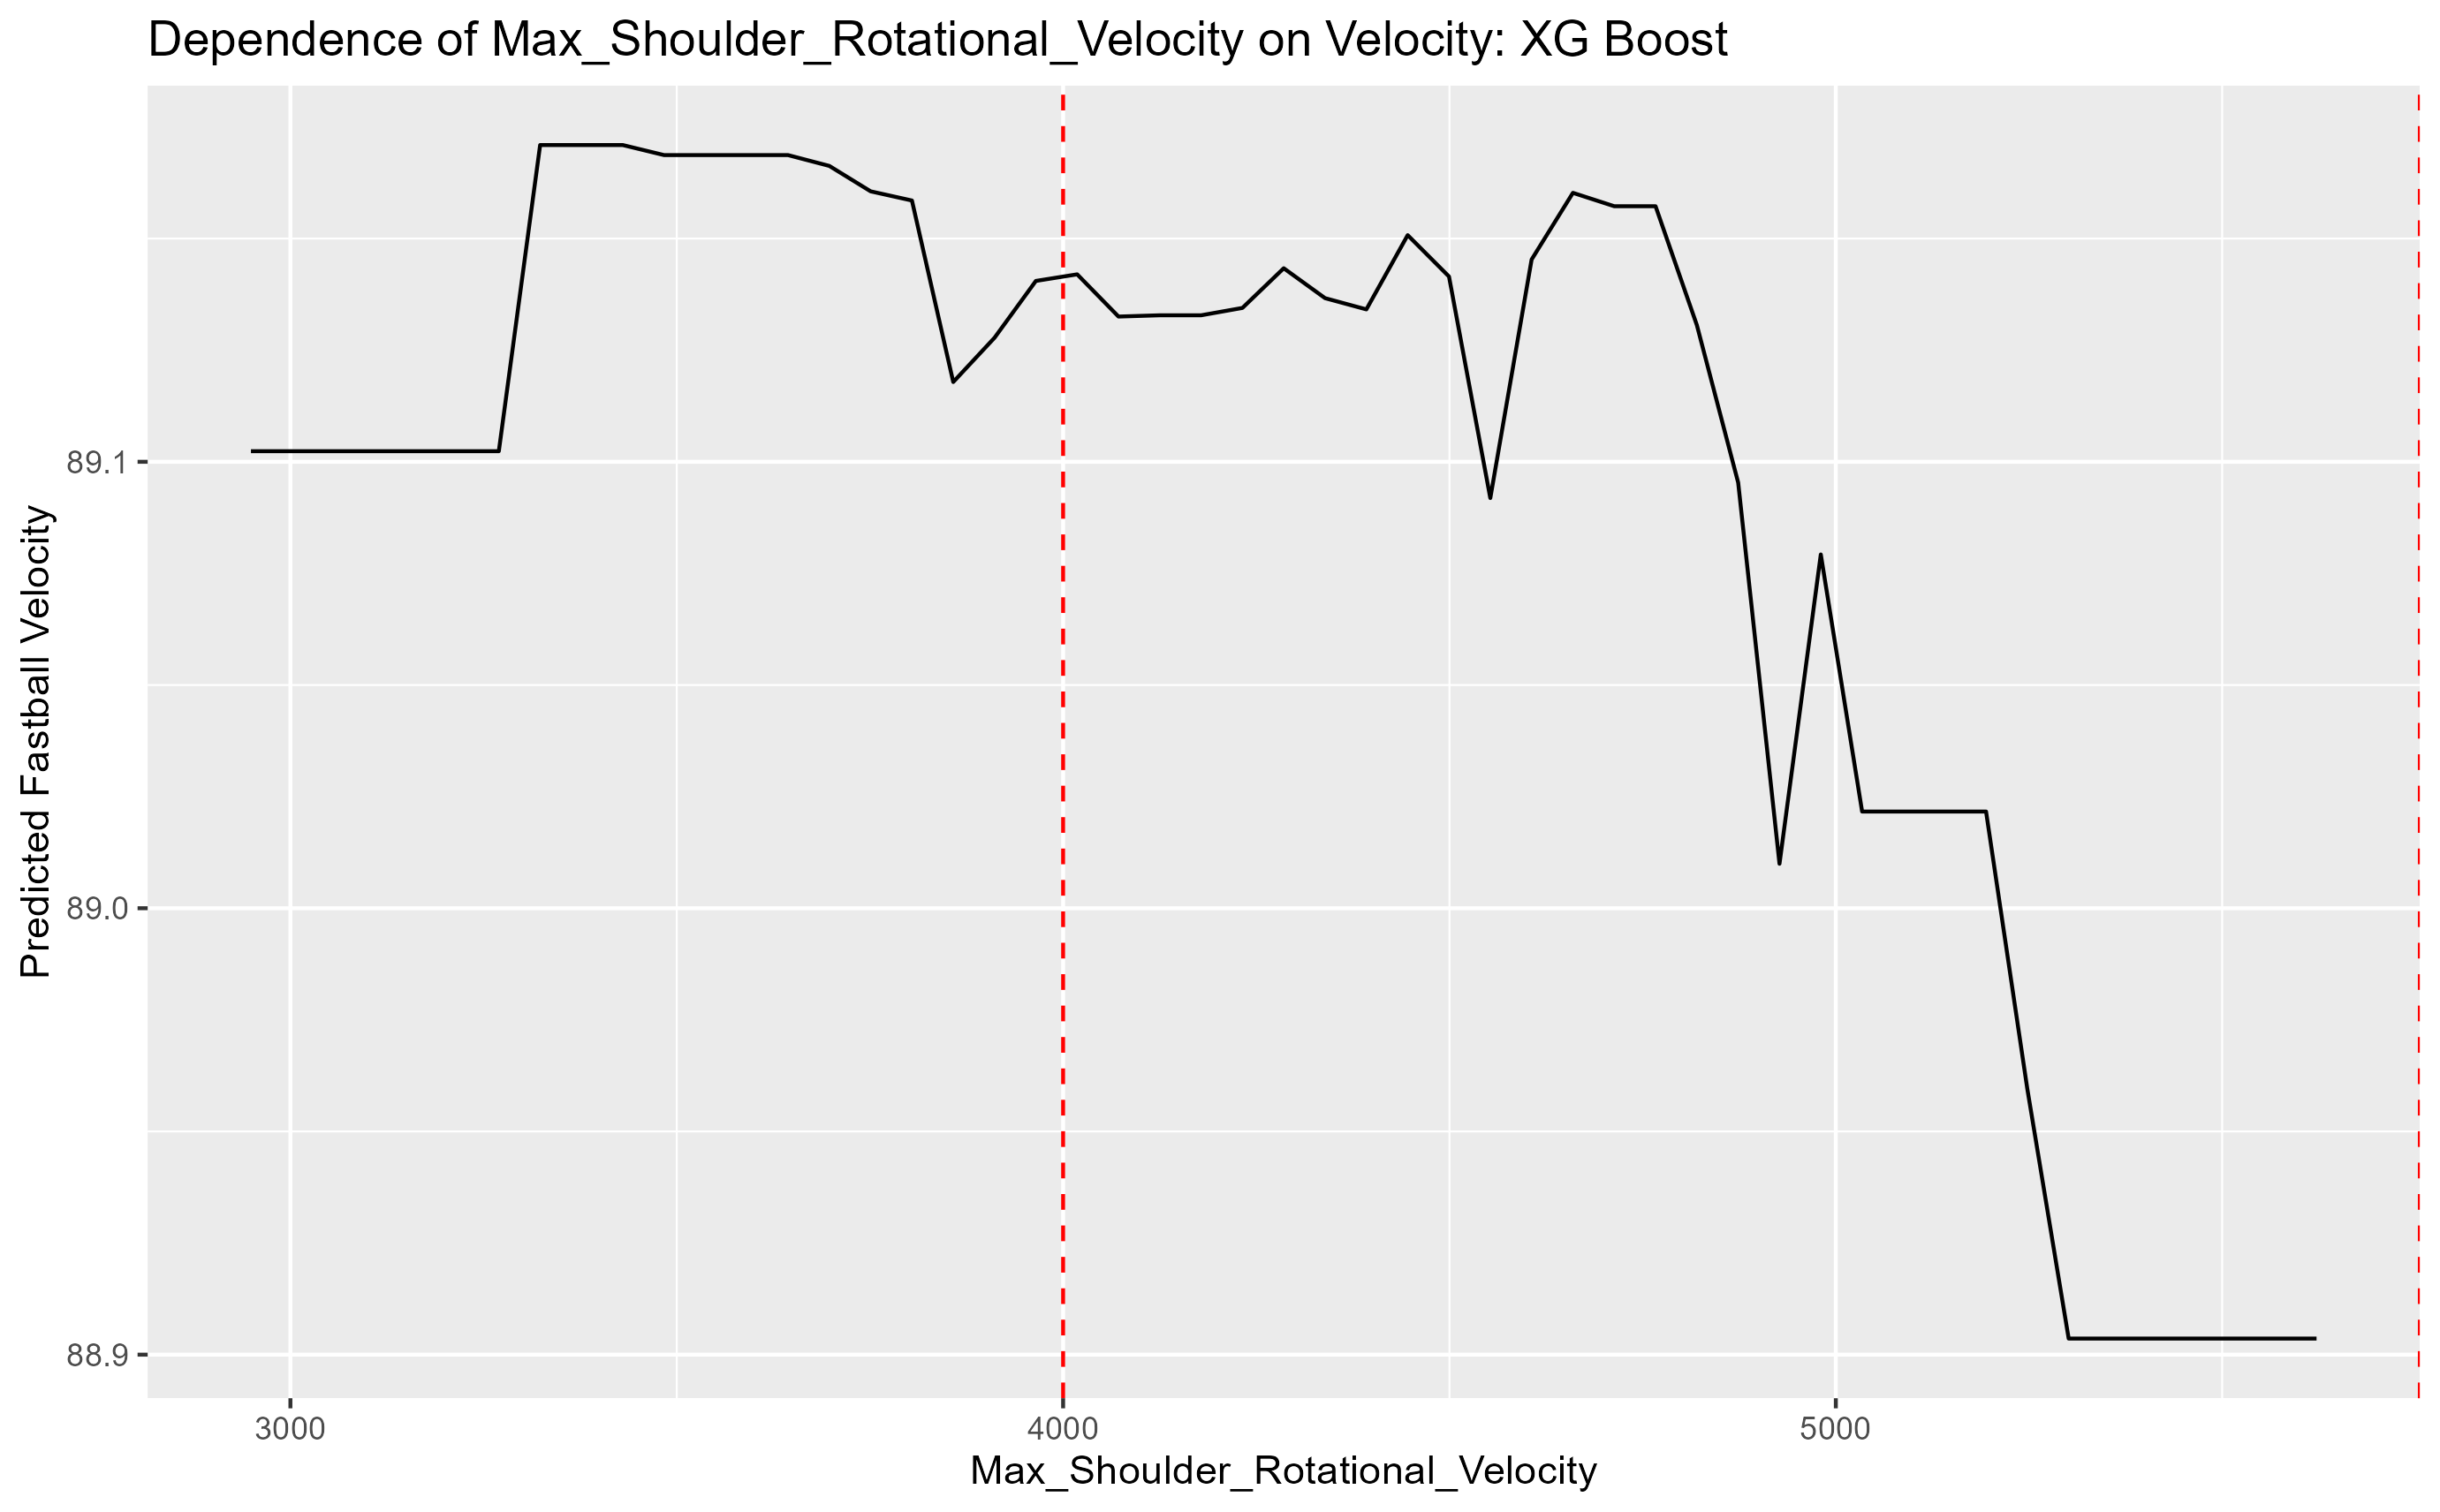 Dependence of Max_Shoulder_Rotational_Velocity on Velocity: XG Boost
Predicted Fastball Velocity
89.1
89.0
88.9
3000 4000 5000
Max_Shoulder_Rotational_Velocity